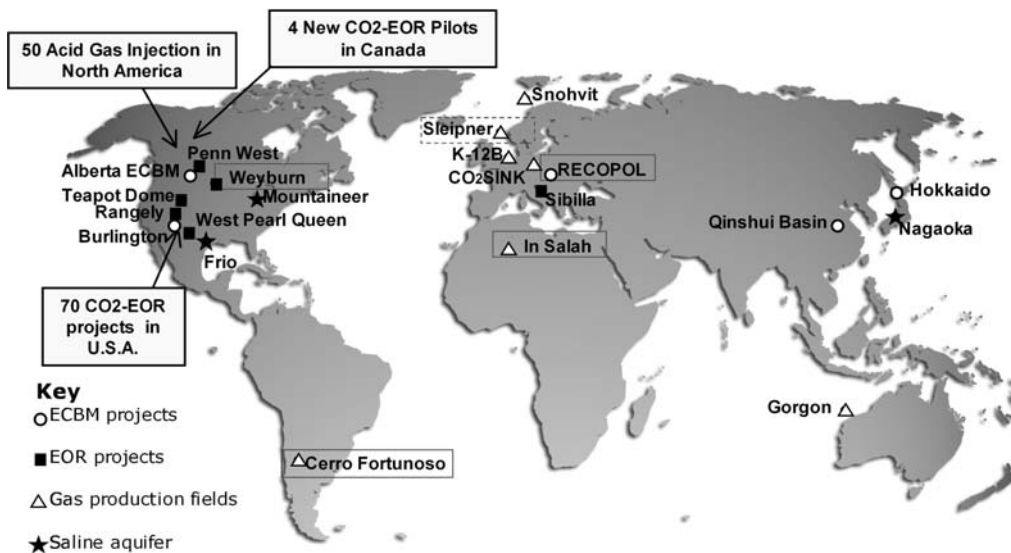 50 Acid Gas Injection in
North America
4 New CO2-EOR Pilots
in Canada
Snohvit
Sleipner
Penn West
K-12B
Alberta ECBM
Weyburn
CO₂SINK
RECOPOL
Teapot Dome
Mountaineer
Sibilla
Hokkaido
Rangely
West Pearl Queen
Burlington
Qinshui Basin
Nagaoka
Frio
In Salah
70 CO2-EOR
projects in
U.S.A.
Key
ECBM projects
Gorgon
EOR projects
Cerro Fortunoso
Gas production fields
Saline aquifer